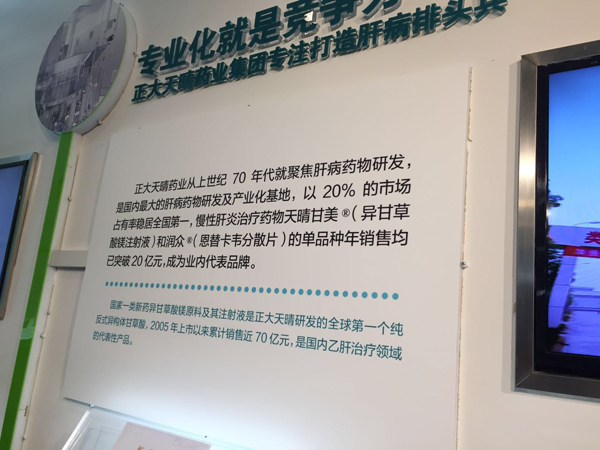 专业化就是竞争力
正大天晴药业集团专注打造肝病排头兵
正大天晴药业从上世纪 70 年代就聚焦肝病药物研发，
是国内最大的肝病药物研发及产业化基地，以 20% 的市场
占有率稳居全国第一，慢性肝炎治疗药物天晴甘美®（异甘草
酸镁注射液）和润众®（恩替卡韦分散片）的单品种年销售均
已突破 20 亿元，成为业内代表品牌。
国家一类新药异甘草酸镁原料及其注射液是正大天晴研发的全球第一个纯
反式异构体甘草酸，2005 年上市以来累计销售近 70 亿元，是国内乙肝治疗领域
的代表性产品。